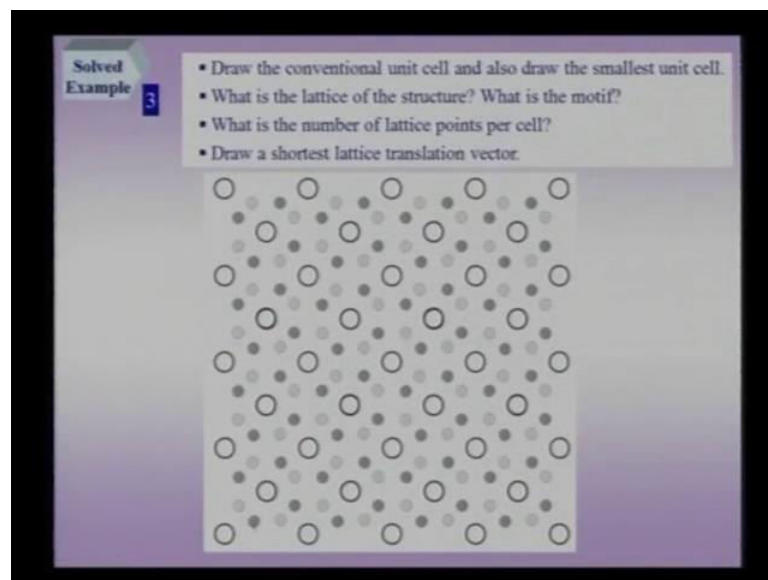 Solved
Example
3
▪ Draw the conventional unit cell and also draw the smallest unit cell.
▪ What is the lattice of the structure? What is the motif?
▪ What is the number of lattice points per cell?
▪ Draw a shortest lattice translation vector.